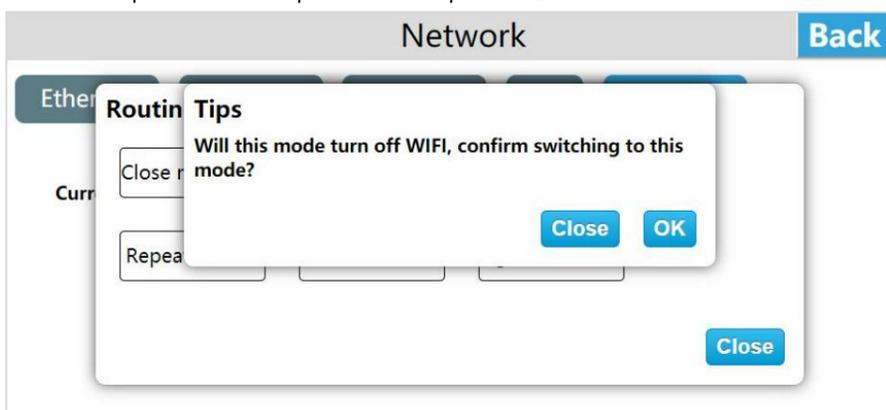 Network
Back
Ether
Routin
Tips
Will this mode turn off WIFI, confirm switching to this
mode?
Close r
Curr
Close
OK
Repea
Close